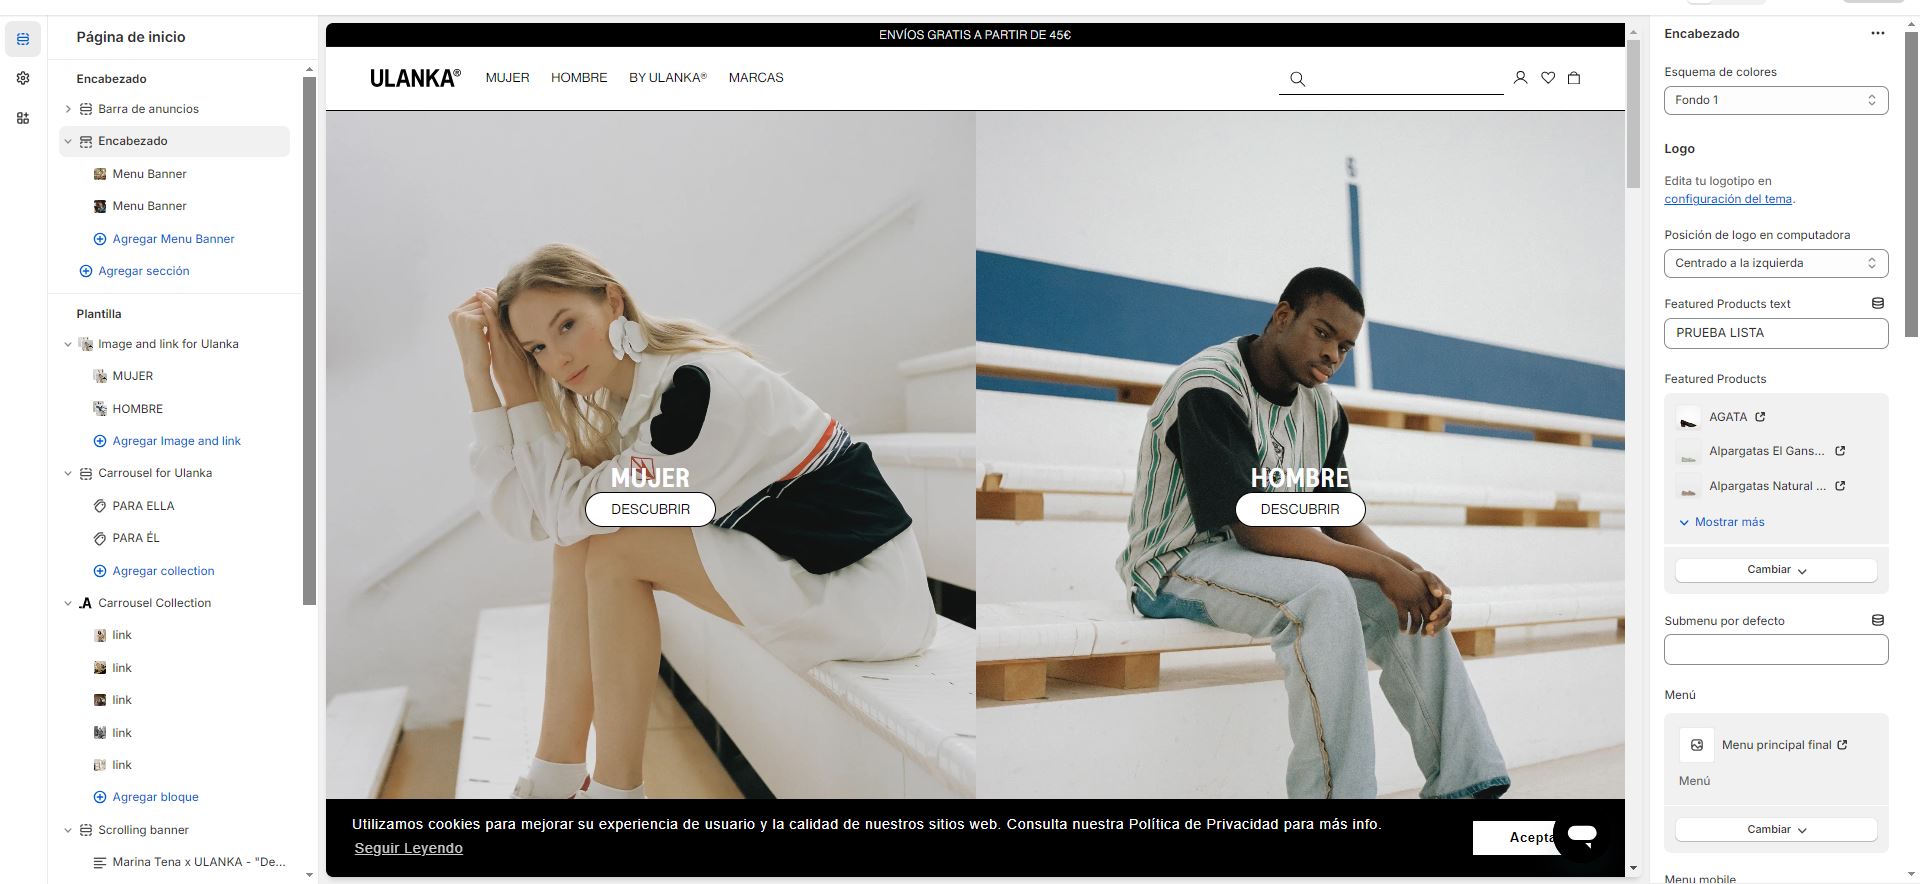 Página de inicio
Encabezado
Barra de anuncios
Encabezado
Menu Banner
Menu Banner
Agregar Menu Banner
Agregar sección
Plantilla
Image and link for Ulanka
MUJER
HOMBRE
Agregar Image and link
Carrousel for Ulanka
PARA ELLA
PARA ÉL
Agregar collection
Carrousel Collection
link
link
link
link
link
Agregar bloque
Scrolling banner
Marina Tena x ULANKA - "De...
ENVÍOS GRATIS A PARTIR DE 45€
ULANKA® MUJER HOMBRE BY ULANKA® MARCAS
MUJER
DESCUBRIR
HOMBRE
DESCUBRIR
Utilizamos cookies para mejorar su experiencia de usuario y la calidad de nuestros sitios web. Consulta nuestra Política de Privacidad para más info.
Seguir Leyendo
Acepta
Encabezado
Esquema de colores
Fondo 1
Logo
Edita tu logotipo en
configuración del tema.
Posición de logo en computadora
Centrado a la izquierda
Featured Products text
PRUEBA LISTA
Featured Products
AGATA
Alpargatas El Gans...
Alpargatas Natural ...
Mostrar más
Cambiar
Submenu por defecto
Menú
Menu principal final
Menú
Cambiar
Menu mobile